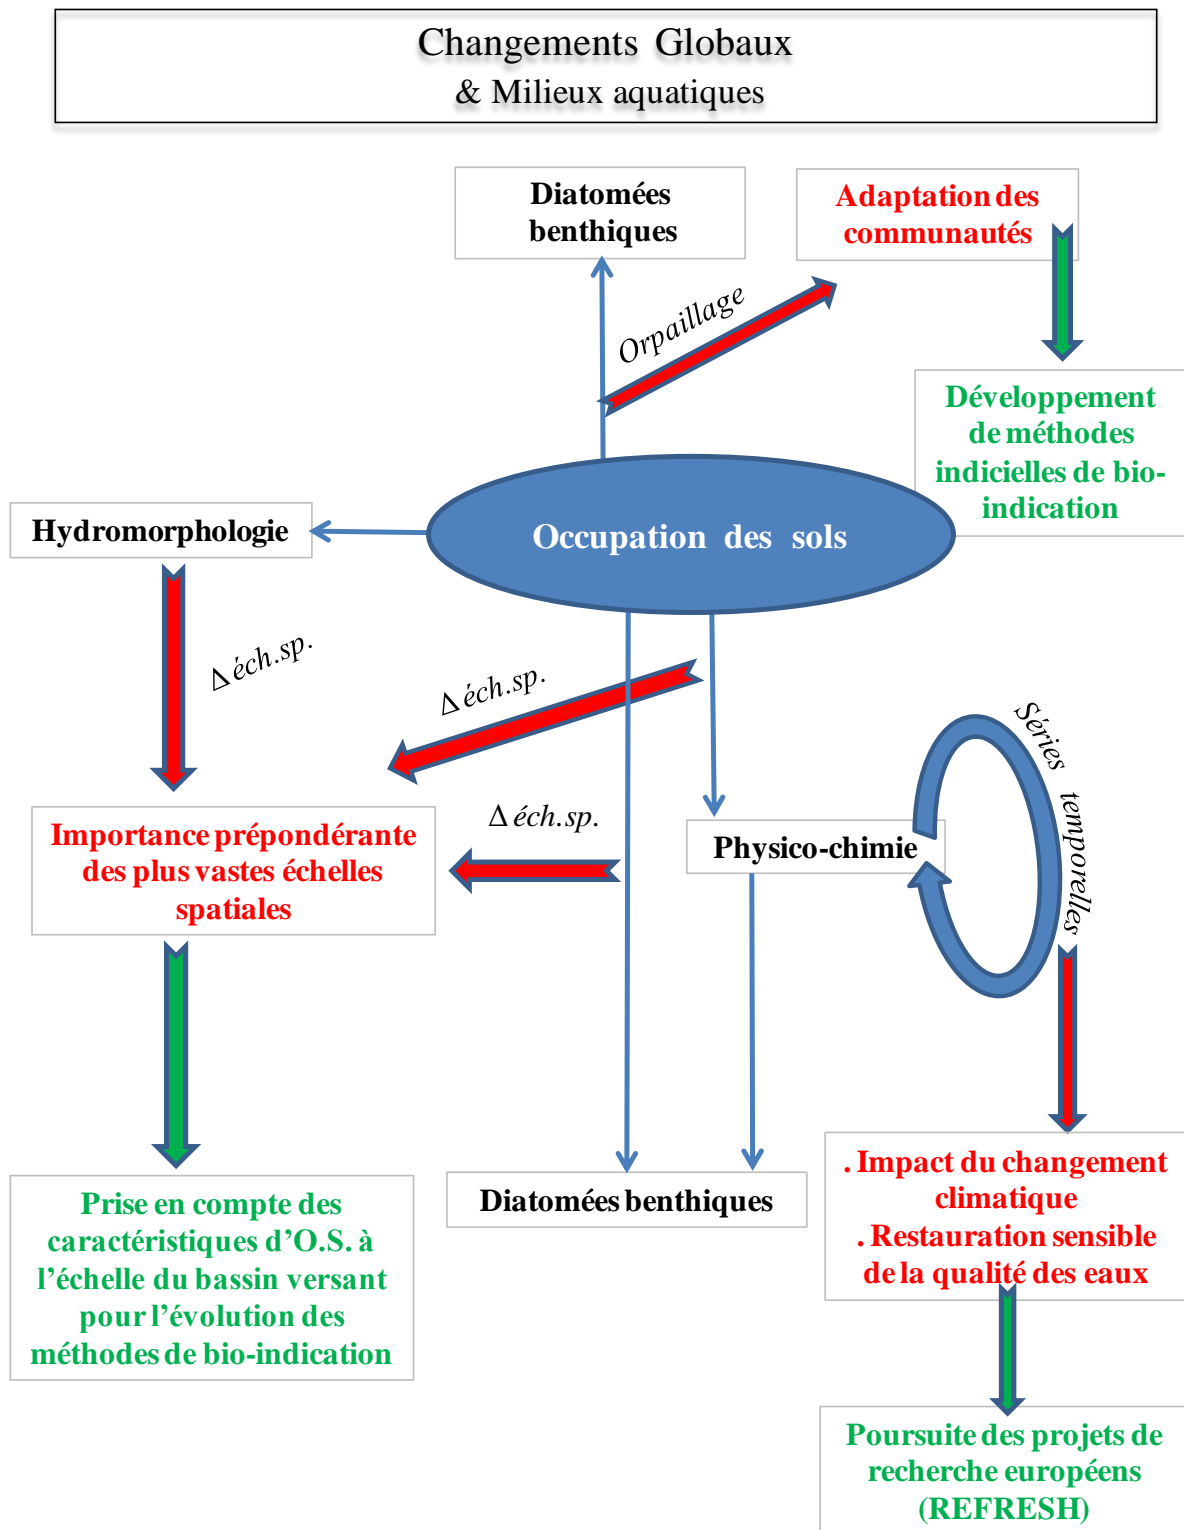 Changements Globaux
& Milieux aquatiques
Diatomées
benthiques
Adaptation des
communautés
Orpaillage
Développement
de méthodes
indicielles de bio-
indication
Hydromorphologie
Occupation des sols
Δ éch.sp.
Δ éch.sp.
Séries temporelles
Δ éch.sp.
Importance prépondérante
des plus vastes échelles
spatiales
Physico-chimie
. Impact du changement
climatique
. Restauration sensible
de la qualité des eaux
Diatomées benthiques
Prise en compte des
caractéristiques d’O.S. à
l’échelle du bassin versant
pour l’évolution des
méthodes de bio-indication
Poursuite des projets de
recherche européens
(REFRESH)